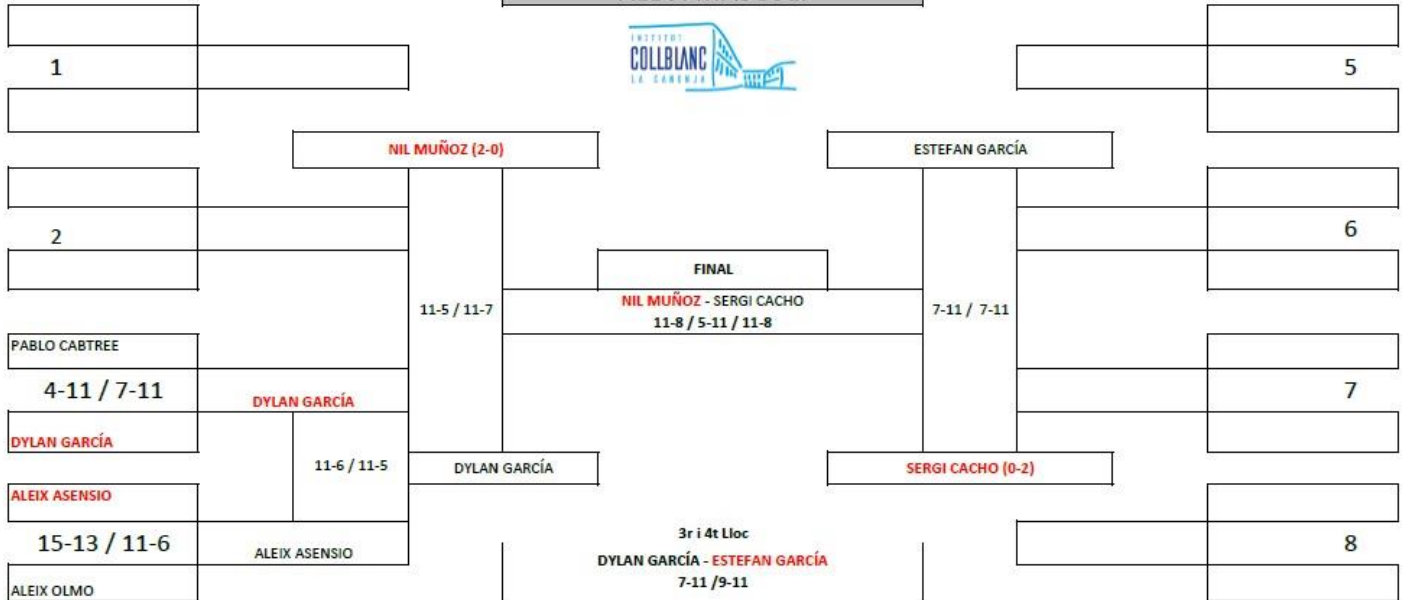 INSTITUT
COLLBLANC
LA CANONJA
1
5
NIL MUÑOZ (2-0)
ESTEFAN GARCÍA
2
6
FINAL
11-5 / 11-7
NIL MUÑOZ - SERGI CACHO
7-11 / 7-11
11-8 / 5-11 / 11-8
PABLO CABTREE
4-11 / 7-11
7
DYLAN GARCÍA
DYLAN GARCÍA
11-6 / 11-5
DYLAN GARCÍA
SERGI CACHO (0-2)
ALEIX ASENSIO
15-13 / 11-6
3r i 4t Lloc
8
ALEIX ASENSIO
DYLAN GARCÍA - ESTEFAN GARCÍA
7-11 /9-11
ALEIX OLMO